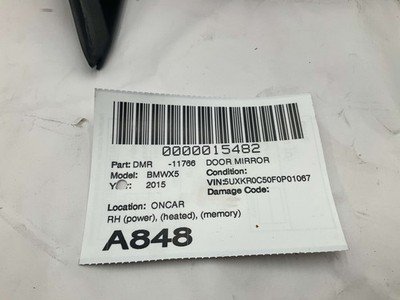 0000015482
Part: DMR -11766 DOOR MIRROR
Model: BMWX5 Condition:
2015 VIN:5UXKR0C50F0P01067
Damage Code:
Location: ONCAR
RH (power), (heated), (memory)
A848